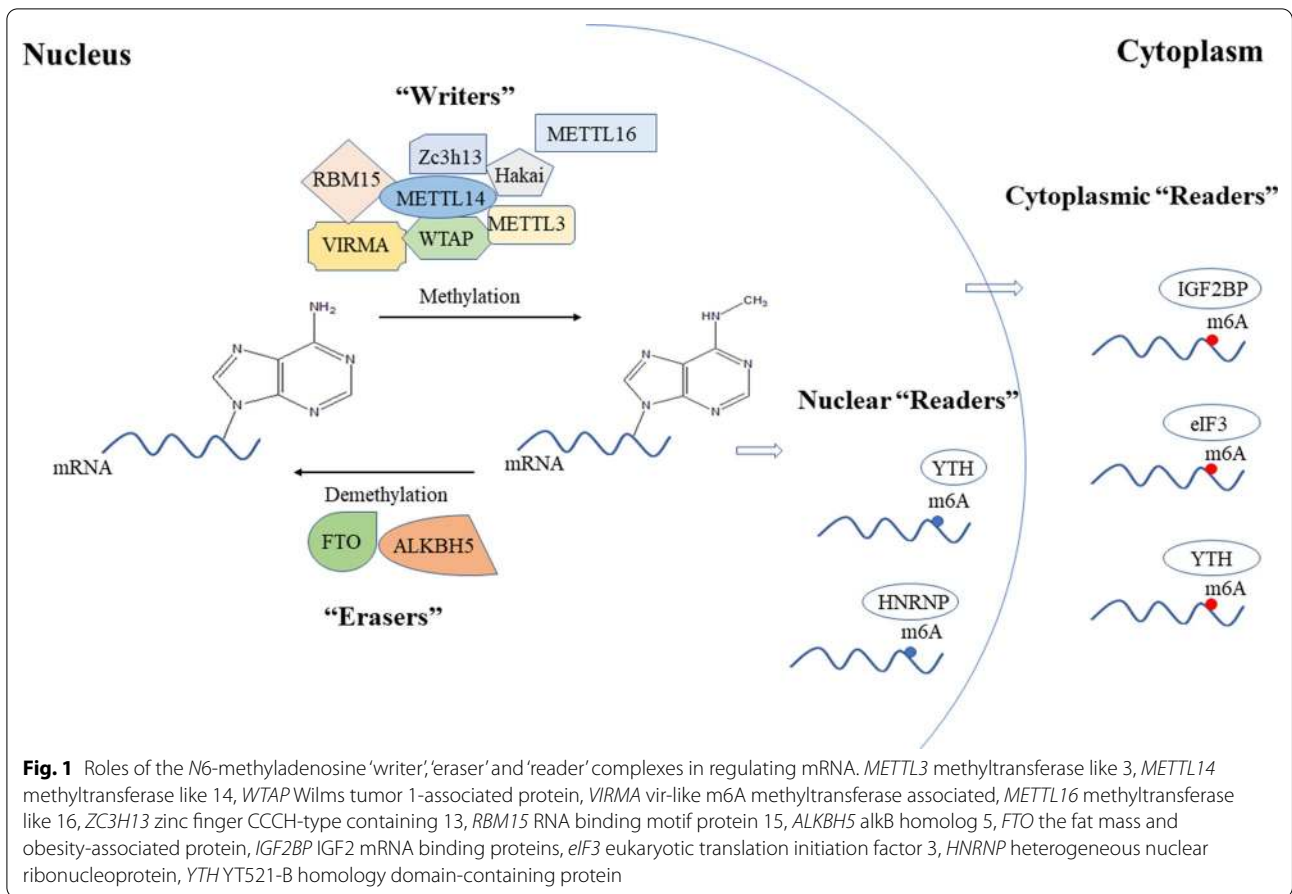 Nucleus
Cytoplasm
“Writers”
METTL16
Zc3h13
Hakai
RBM15
METTL14
METTL3
VIRMA
WTAP
Cytoplasmic “Readers”
Methylation
NH₂
HN
CH₃
N
N
N
N
N
N
N
N
mRNA
mRNA
Demethylation
FTO
ALKBH5
“Erasers”
Nuclear “Readers”
YTH
m6A
HNRNP
m6A
IGF2BP
m6A
eIF3
m6A
YTH
m6A
Fig. 1 Roles of the N6-methyladenosine ‘writer’, ‘eraser’ and ‘reader’ complexes in regulating mRNA. METTL3 methyltransferase like 3, METTL14
methyltransferase like 14, WTAP Wilms tumor 1-associated protein, VIRMA vir-like m6A methyltransferase associated, METTL16 methyltransferase
like 16, ZC3H13 zinc finger CCCH-type containing 13, RBM15 RNA binding motif protein 15, ALKBH5 alkB homolog 5, FTO the fat mass and
obesity-associated protein, IGF2BP IGF2 mRNA binding proteins, eIF3 eukaryotic translation initiation factor 3, HNRNP heterogeneous nuclear
ribonucleoprotein, YTH YT521-B homology domain-containing protein